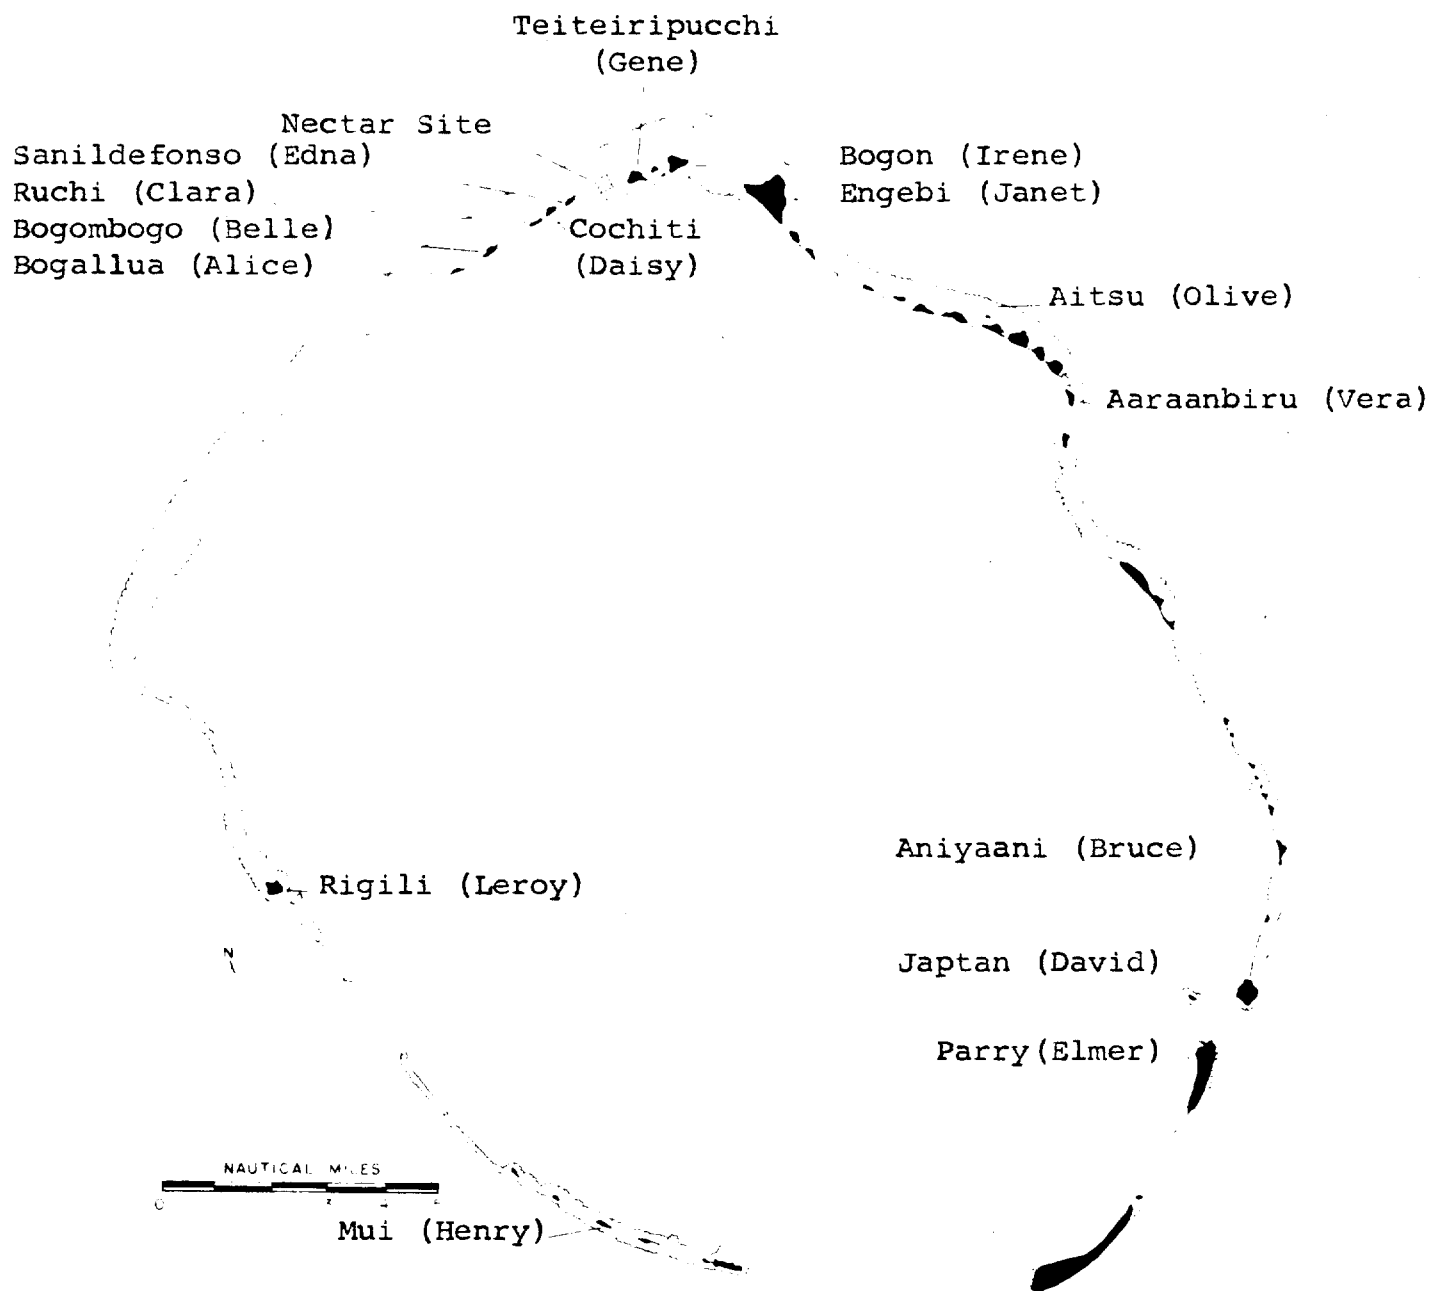 Teiteiripucchi
(Gene)
Nectar Site
Sanildefonso (Edna)
Ruchi (Clara)
Bogombogo (Belle)
Bogallua (Alice)
Cochiti
(Daisy)
Bogon (Irene)
Engebi (Janet)
Aitsu (Olive)
Aaraanbiru (Vera)
Aniyaani (Bruce)
Rigili (Leroy)
N
Japtan (David)
Parry(Elmer)
NAUTICAL MILES
0
Mui (Henry)